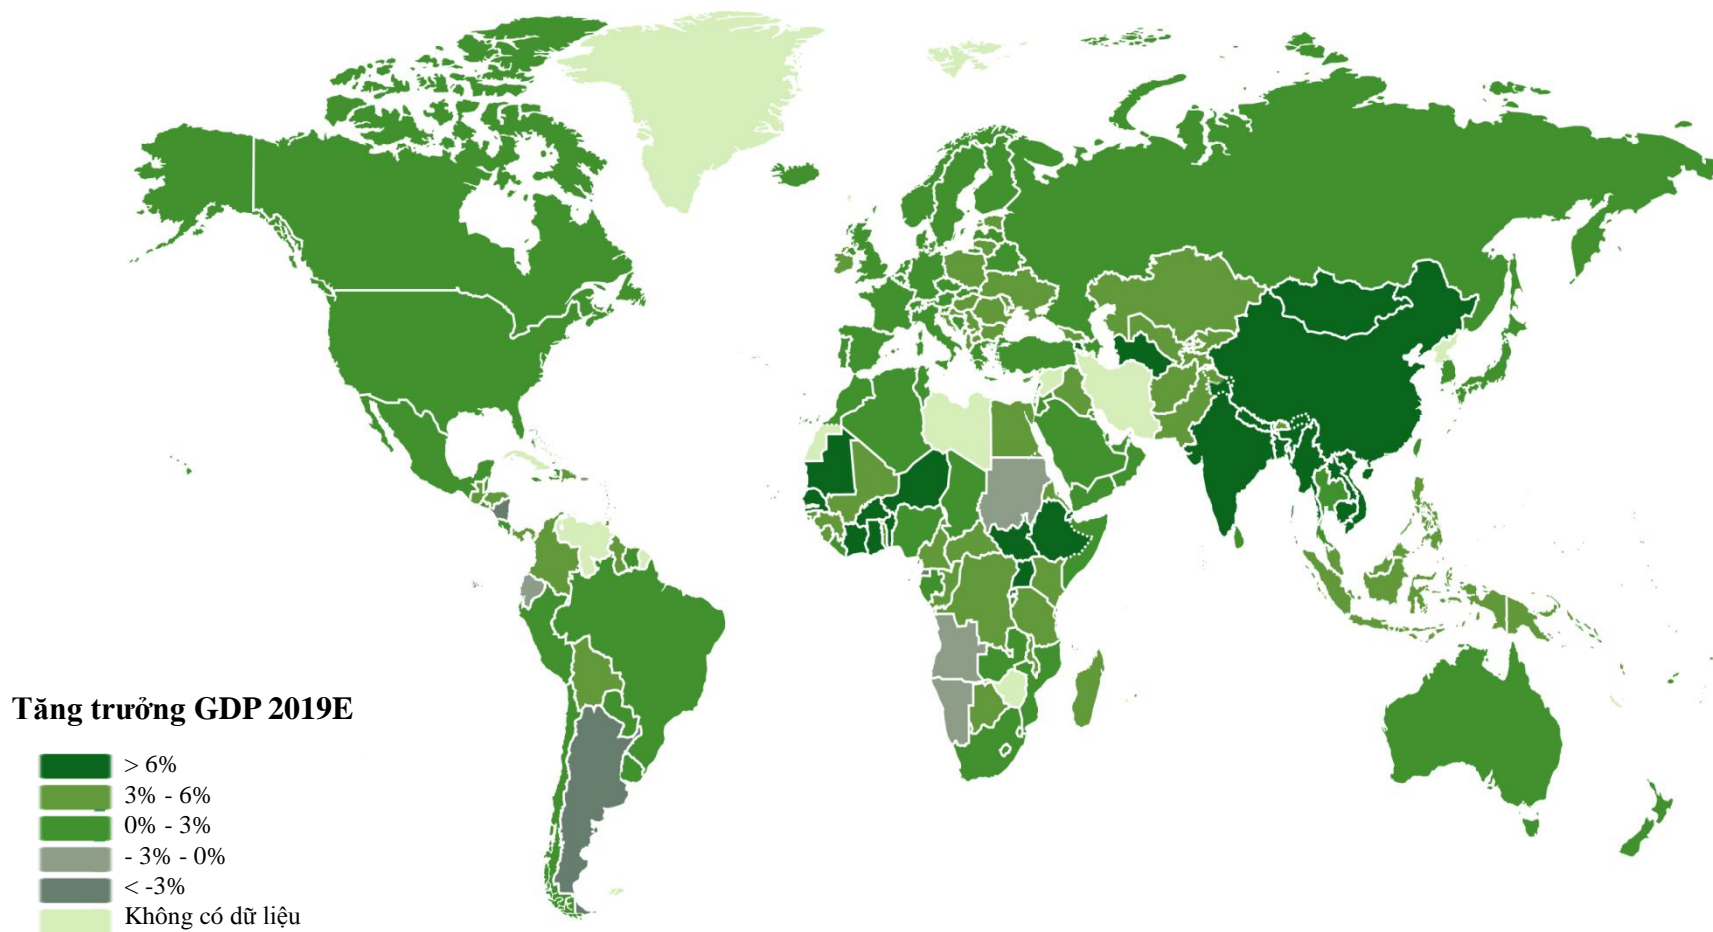 Tăng trưởng GDP 2019E
> 6%
3% - 6%
0% - 3%
- 3% - 0%
< -3%
Không có dữ liệu